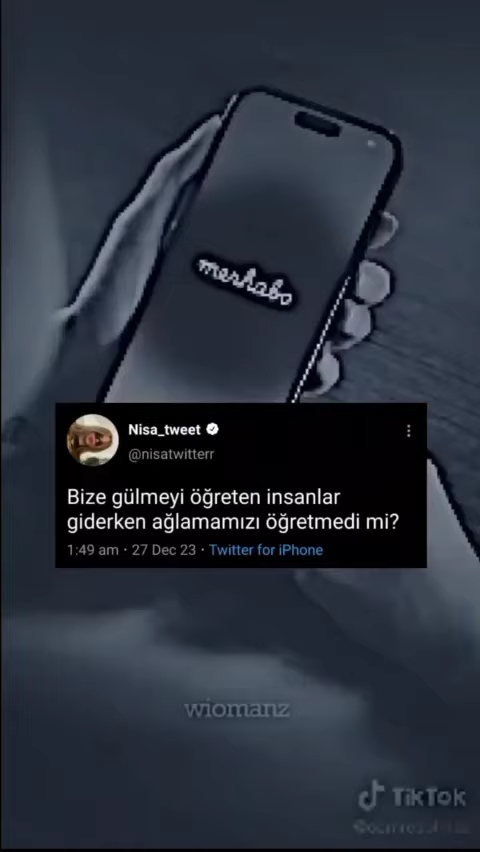 merhaba
Nisa_tweet
@nisatwitterr
Bize gülmeyi öğreten insanlar
giderken ağlamamızı öğretmedi mi?
1:49 am · 27 Dec 23 · Twitter for iPhone
wiomanz
TikTok